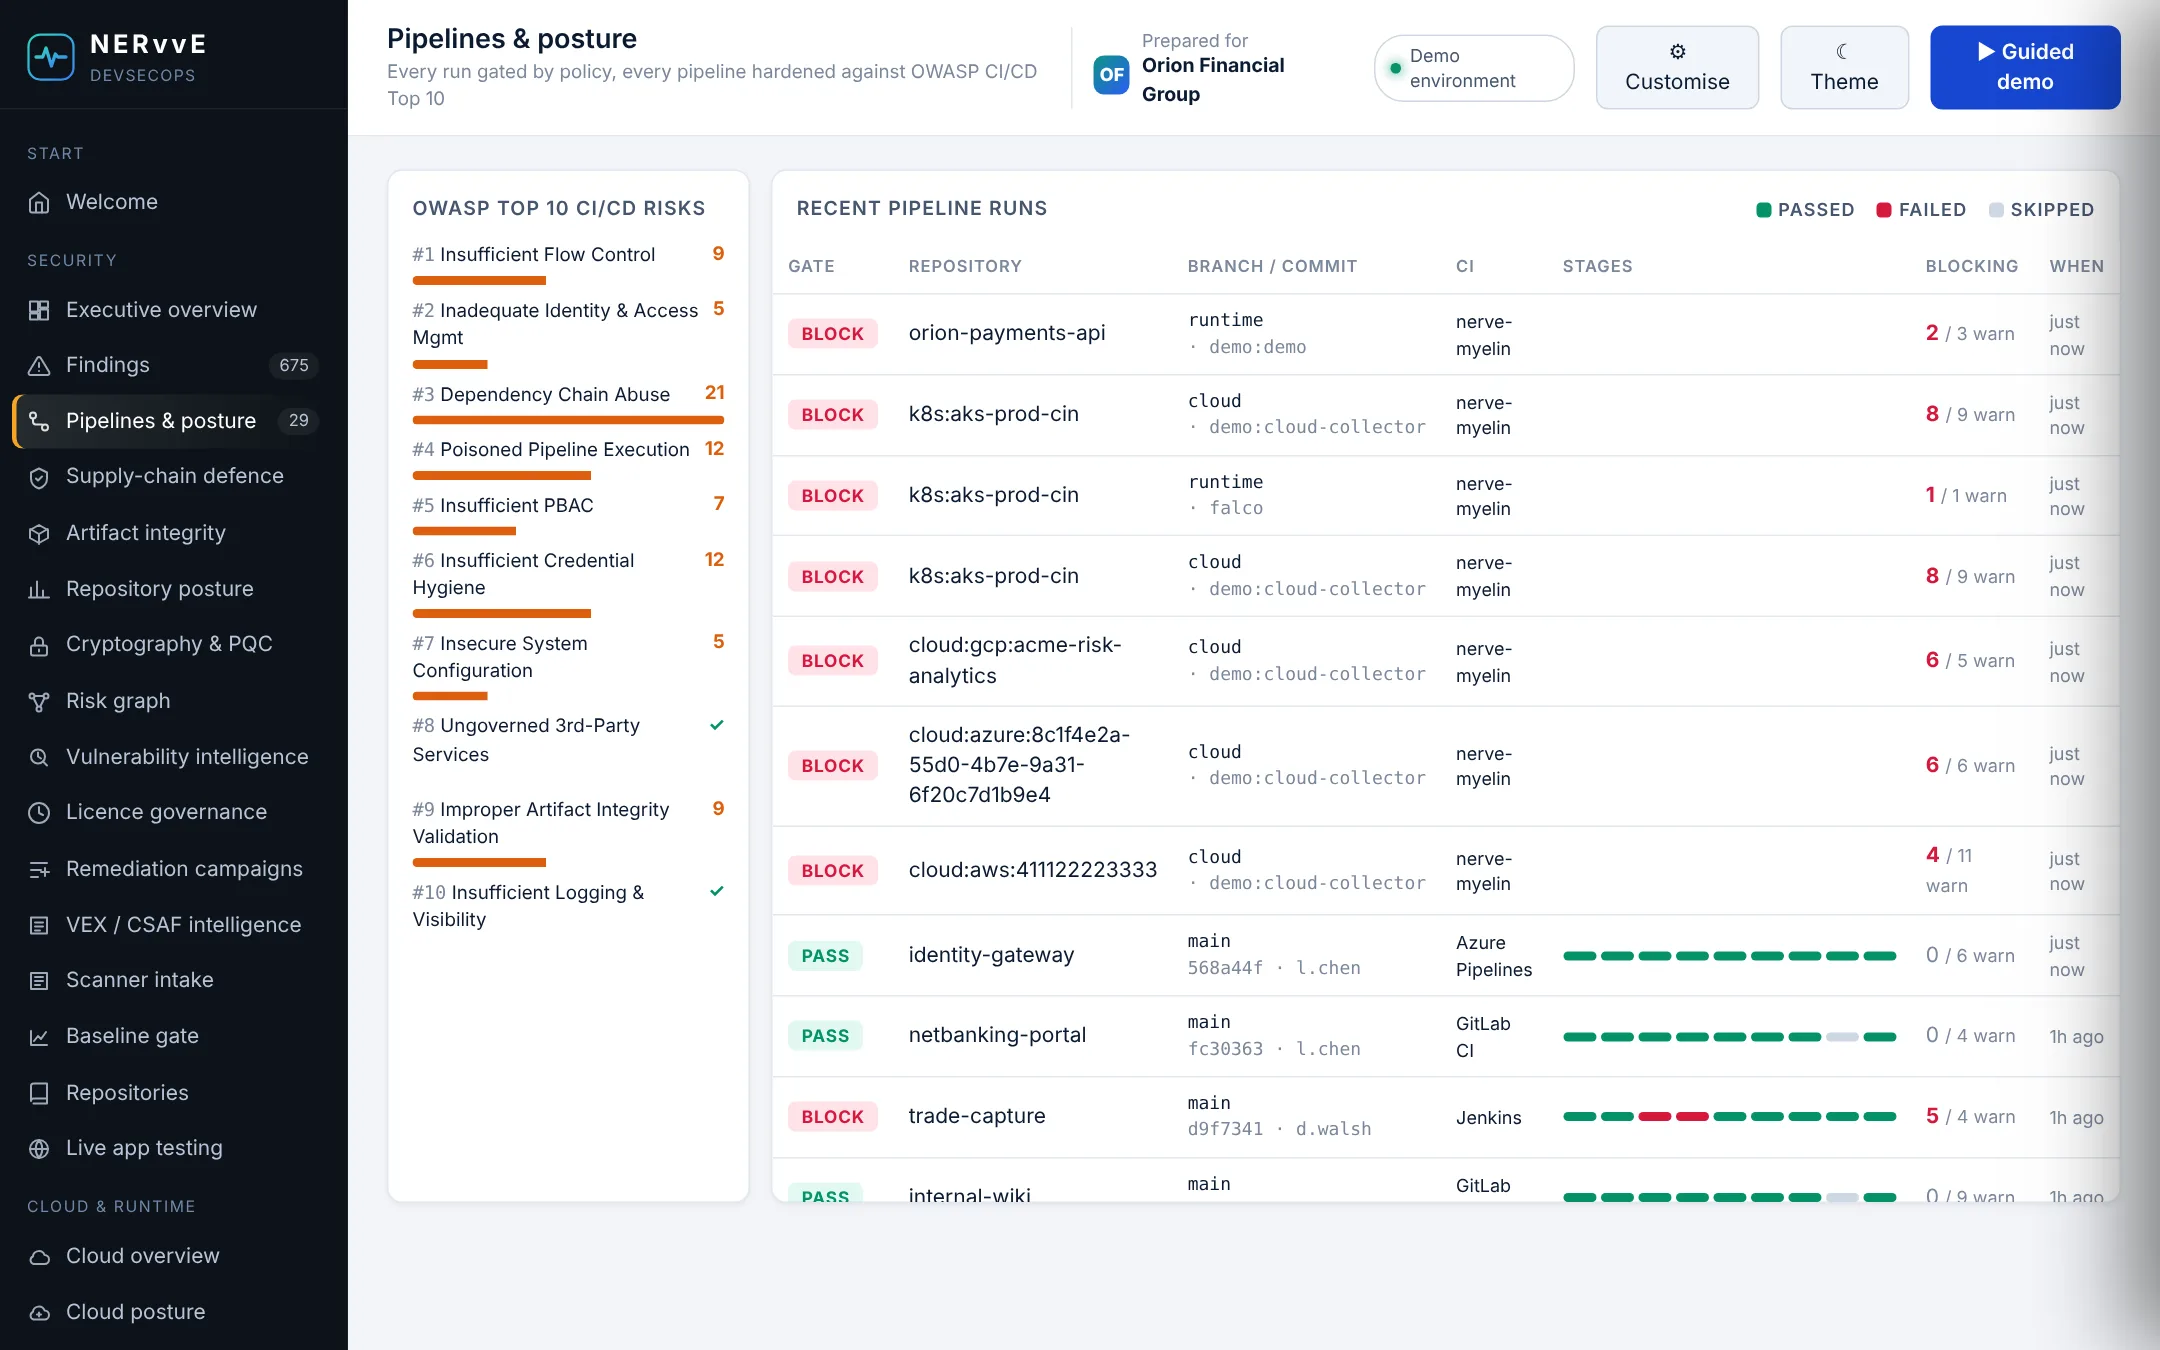 NERvvE
DEVSECOPS
START
Welcome
SECURITY
Executive overview
Findings 675
Pipelines & posture 29
Supply-chain defence
Artifact integrity
Repository posture
Cryptography & PQC
Risk graph
Vulnerability intelligence
Licence governance
Remediation campaigns
VEX / CSAF intelligence
Scanner intake
Baseline gate
Repositories
Live app testing
CLOUD & RUNTIME
Cloud overview
Cloud posture
Pipelines & posture
Every run gated by policy, every pipeline hardened against OWASP CI/CD
Top 10
OF
Prepared for
Orion Financial
Group
Demo
environment
⚙
Customise
☾
Theme
▶ Guided
demo
OWASP TOP 10 CI/CD RISKS
#1 Insufficient Flow Control 9
#2 Inadequate Identity & Access 5
Mgmt
#3 Dependency Chain Abuse 21
#4 Poisoned Pipeline Execution 12
#5 Insufficient PBAC 7
#6 Insufficient Credential 12
Hygiene
#7 Insecure System 5
Configuration
#8 Ungoverned 3rd-Party ✓
Services
#9 Improper Artifact Integrity 9
Validation
#10 Insufficient Logging & ✓
Visibility
RECENT PIPELINE RUNS
PASSED FAILED SKIPPED
GATE REPOSITORY BRANCH / COMMIT CI STAGES BLOCKING WHEN
BLOCK orion-payments-api runtime nerve- 2 / 3 warn just
· demo:demo myelin now
BLOCK k8s:aks-prod-cin cloud nerve- 8 / 9 warn just
· demo:cloud-collector myelin now
BLOCK k8s:aks-prod-cin runtime nerve- 1 / 1 warn just
· falco myelin now
BLOCK k8s:aks-prod-cin cloud nerve- 8 / 9 warn just
· demo:cloud-collector myelin now
BLOCK cloud:gcp:acme-risk- cloud nerve- 6 / 5 warn just
analytics · demo:cloud-collector myelin now
cloud:azure:8c1f4e2a-
BLOCK 55d0-4b7e-9a31- cloud nerve- 6 / 6 warn just
6f20c7d1b9e4 · demo:cloud-collector myelin now
BLOCK cloud:aws:411122223333 cloud nerve- 4 / 11 just
· demo:cloud-collector myelin warn now
PASS identity-gateway main Azure 0 / 6 warn just
568a44f · l.chen Pipelines now
PASS netbanking-portal main GitLab 0 / 4 warn 1h ago
fc30363 · l.chen CI
BLOCK trade-capture main Jenkins 5 / 4 warn 1h ago
d9f7341 · d.walsh
PASS internal-wiki main GitLab 0 / 9 warn 1h ago